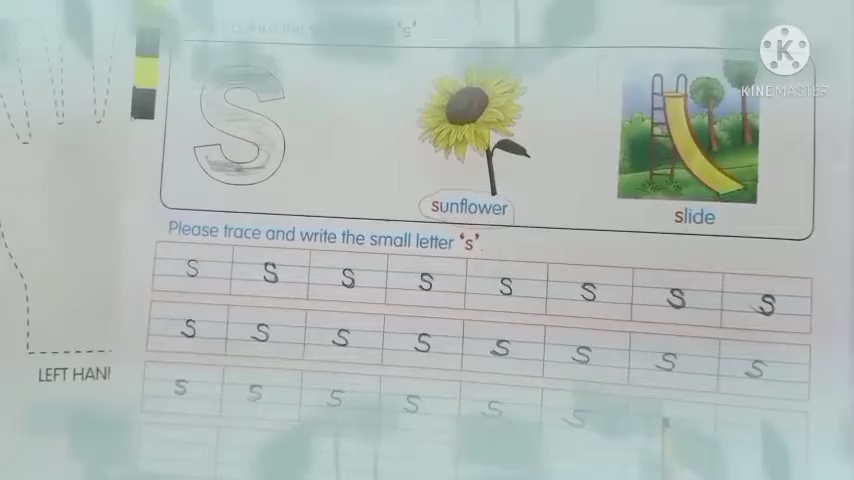 's'
K
KINEMASTER
S
sunflower
slide
Please trace and write the small letter 's'.
s s s s s s s s
s s s s s s s s
s s s s s s
LEFT HAN